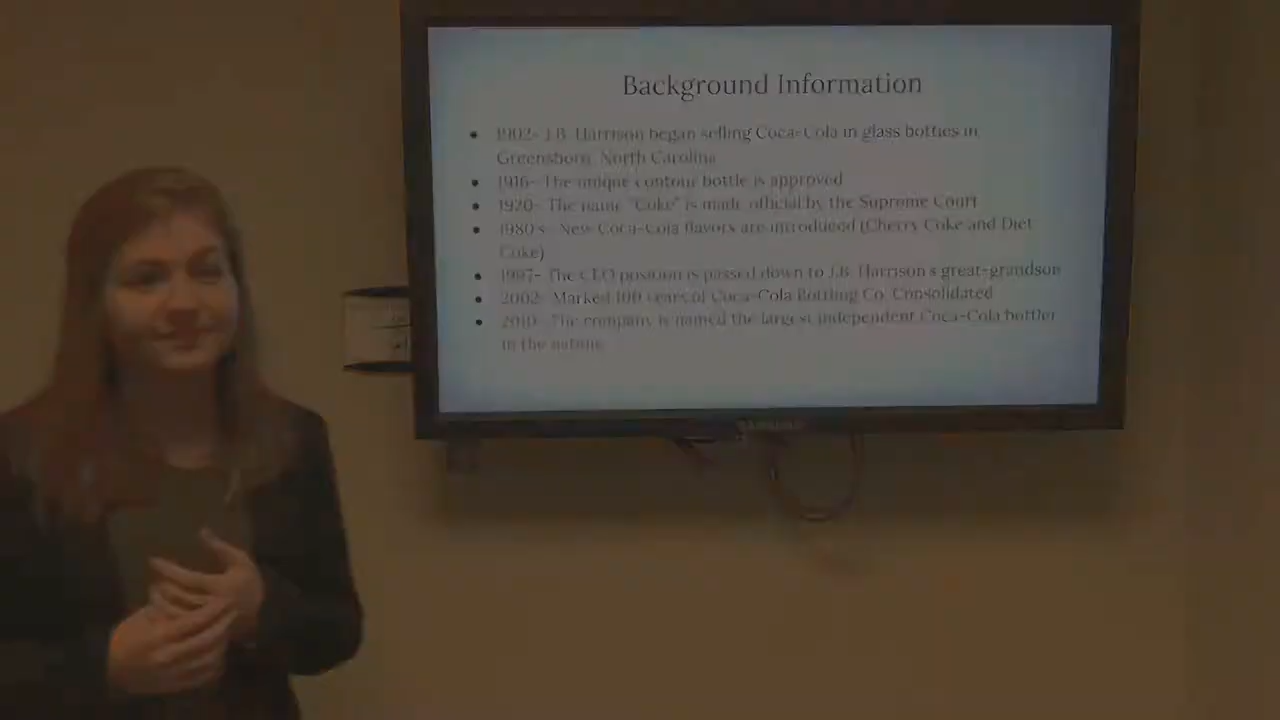 Background Information
• 1902- J.B. Harrison began selling Coca-Cola in glass bottles in
Greensboro, North Carolina
• 1916- The unique contour bottle is approved
• 1920- The name "Coke" is made official by the Supreme Court
• 1980's- New Coca-Cola flavors are introduced (Cherry Coke and Diet
Coke)
• 1997- The CEO position is passed down to J.B. Harrison's great-grandson
• 2002- Marked 100 years of Coca-Cola Bottling Co. Consolidated
• 2010- The company is named the largest independent Coca-Cola bottler
in the nation
SAMSUNG